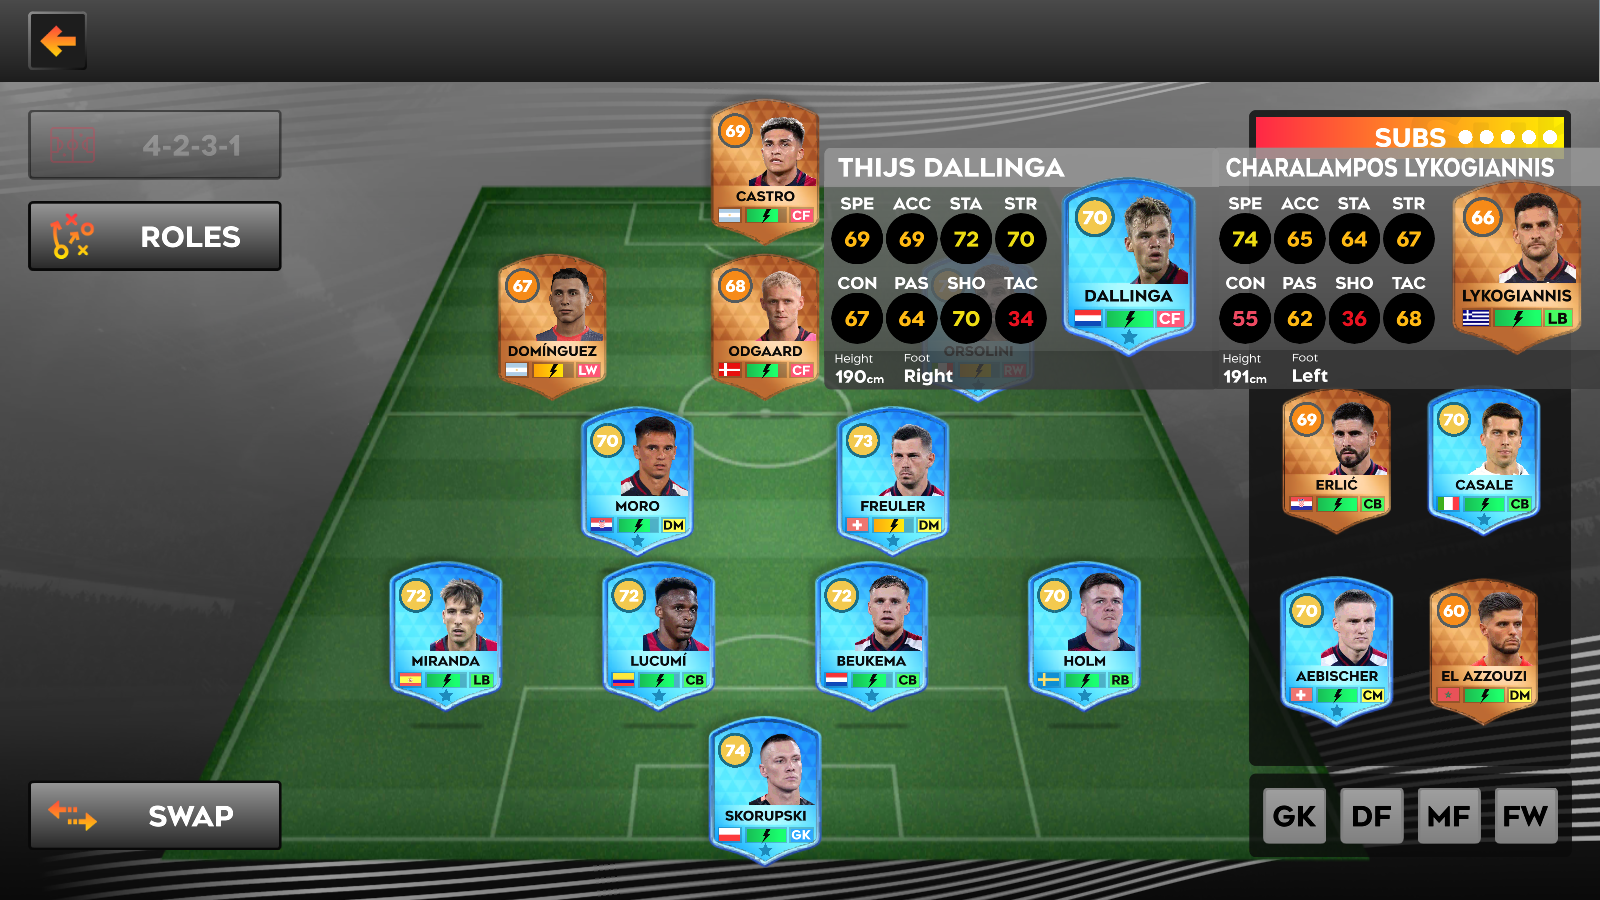 4-2-3-1
ROLES
SWAP
69
CASTRO
CF
67
DOMÍNGUEZ
LW
68
ODGAARD
CF
ORSOLINI
RW
70
MORO
DM
73
FREULER
DM
72
MIRANDA
LB
72
LUCUMÍ
CB
72
BEUKEMA
CB
70
HOLM
RB
74
SKORUPSKI
GK
THIJS DALLINGA
SPE ACC STA STR
69 69 72 70
CON PAS SHO TAC
67 64 70 34
Height Foot
190cm Right
70
DALLINGA
CF
SUBS
CHARALAMPOS LYKOGIANNIS
SPE ACC STA STR
74 65 64 67
CON PAS SHO TAC
55 62 36 68
Height Foot
191cm Left
66
LYKOGIANNIS
LB
69
ERLIĆ
CB
70
CASALE
CB
70
AEBISCHER
CM
60
EL AZZOUZI
DM
GK DF MF FW